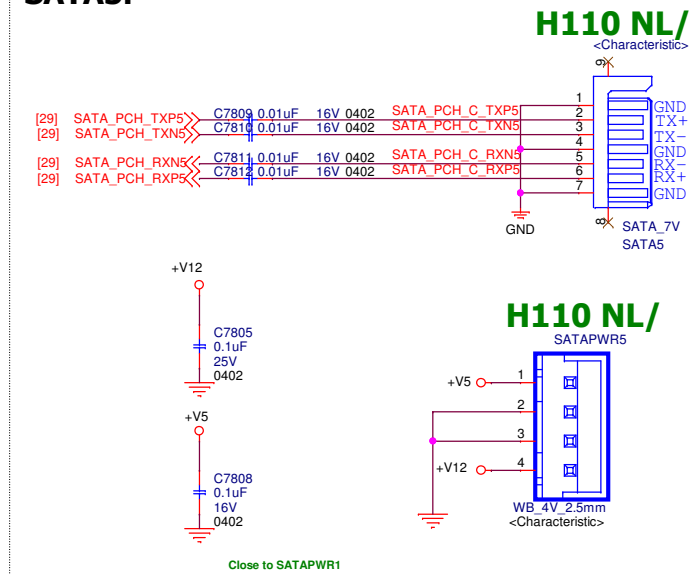 H110 NL/
<Characteristic>
9
[29] SATA_PCH_TXP5 C7809 0.01uF 16V 0402 SATA_PCH_C_TXP5 1 GND
[29] SATA_PCH_TXN5 C7810 0.01uF 16V 0402 SATA_PCH_C_TXN5 2 TX+
3 TX-
4 GND
[29] SATA_PCH_RXN5 C7811 0.01uF 16V 0402 SATA_PCH_C_RXN5 5 RX-
[29] SATA_PCH_RXP5 C7812 0.01uF 16V 0402 SATA_PCH_C_RXP5 6 RX+
7 GND
8
GND
SATA_7V
SATA5
+V12
C7805
0.1uF
25V
0402
+V5
C7808
0.1uF
16V
0402
H110 NL/
SATAPWR5
+V5 1
2
3
+V12 4
WB_4V_2.5mm
<Characteristic>
Close to SATAPWR1